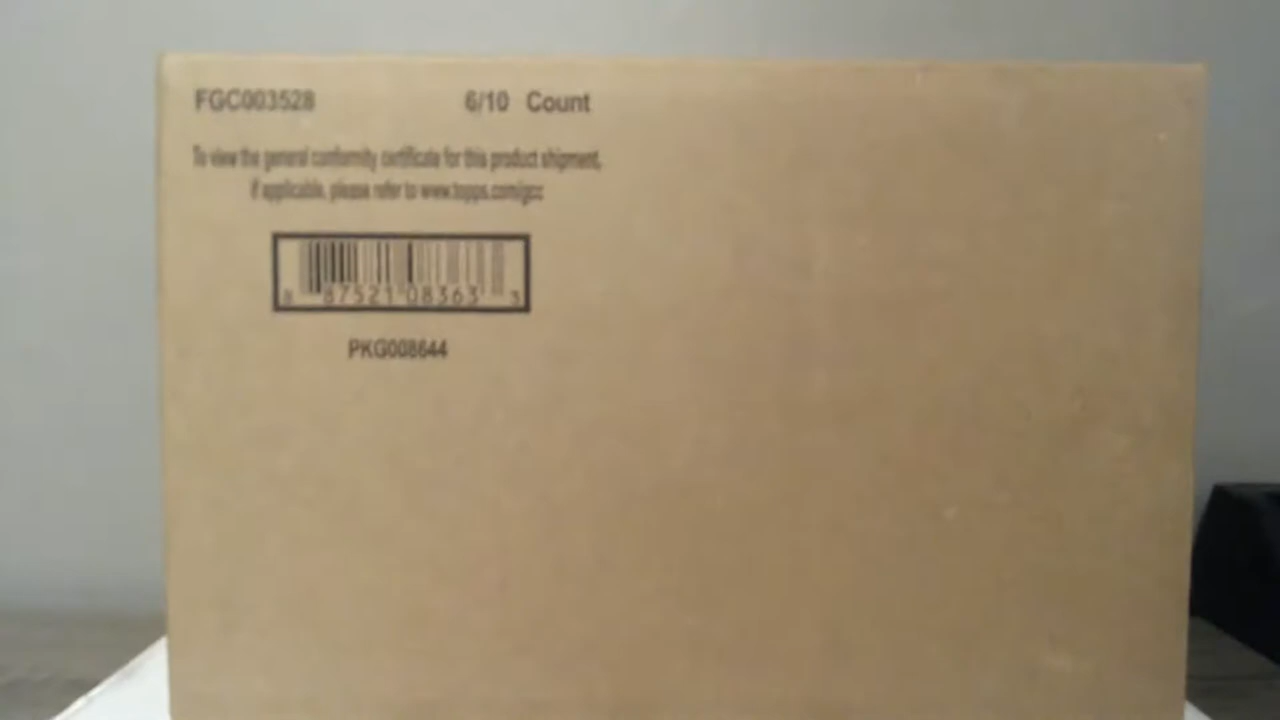 FGC003528 6/10 Count
To view the general conformity certificate for this product shipment,
if applicable, please refer to www.topps.com/gcc
8 87521 08363 3
PKG008644